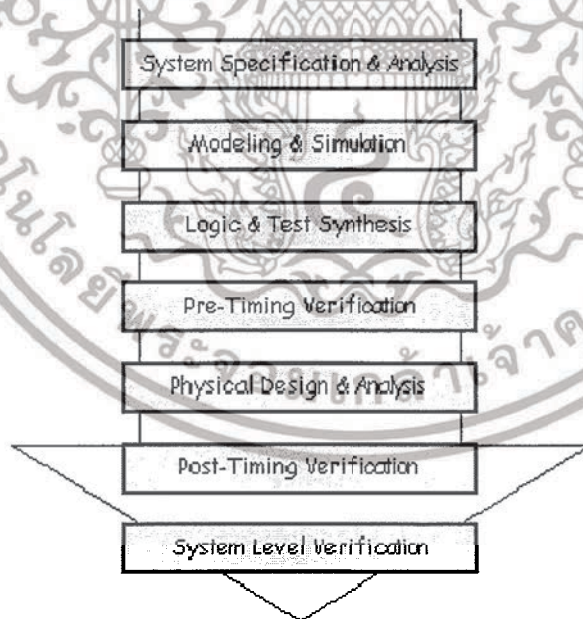 System Specification & Analysis
Modeling & Simulation
Logic & Test Synthesis
Pre-Timing Verification
Physical Design & Analysis
Post-Timing Verification
System Level Verification